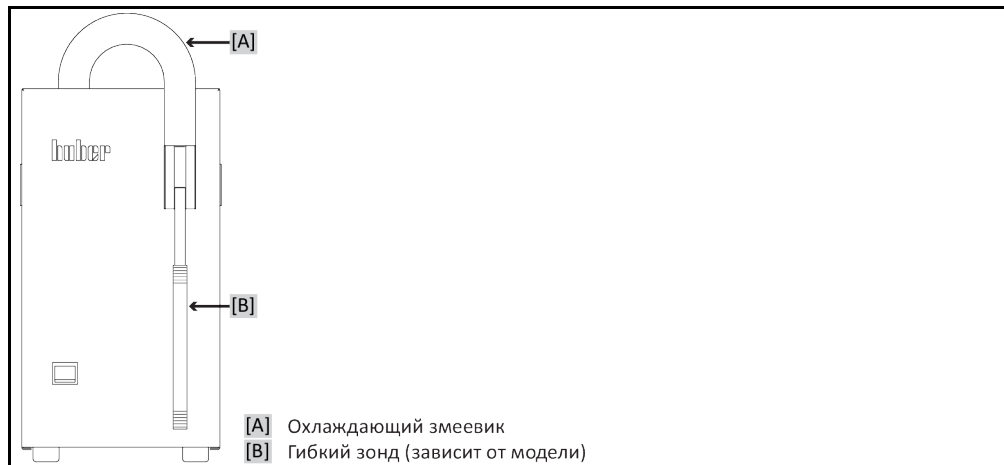 [A]
huber
[B]
[A] Охлаждающий змеевик
[B] Гибкий зонд (зависит от модели)